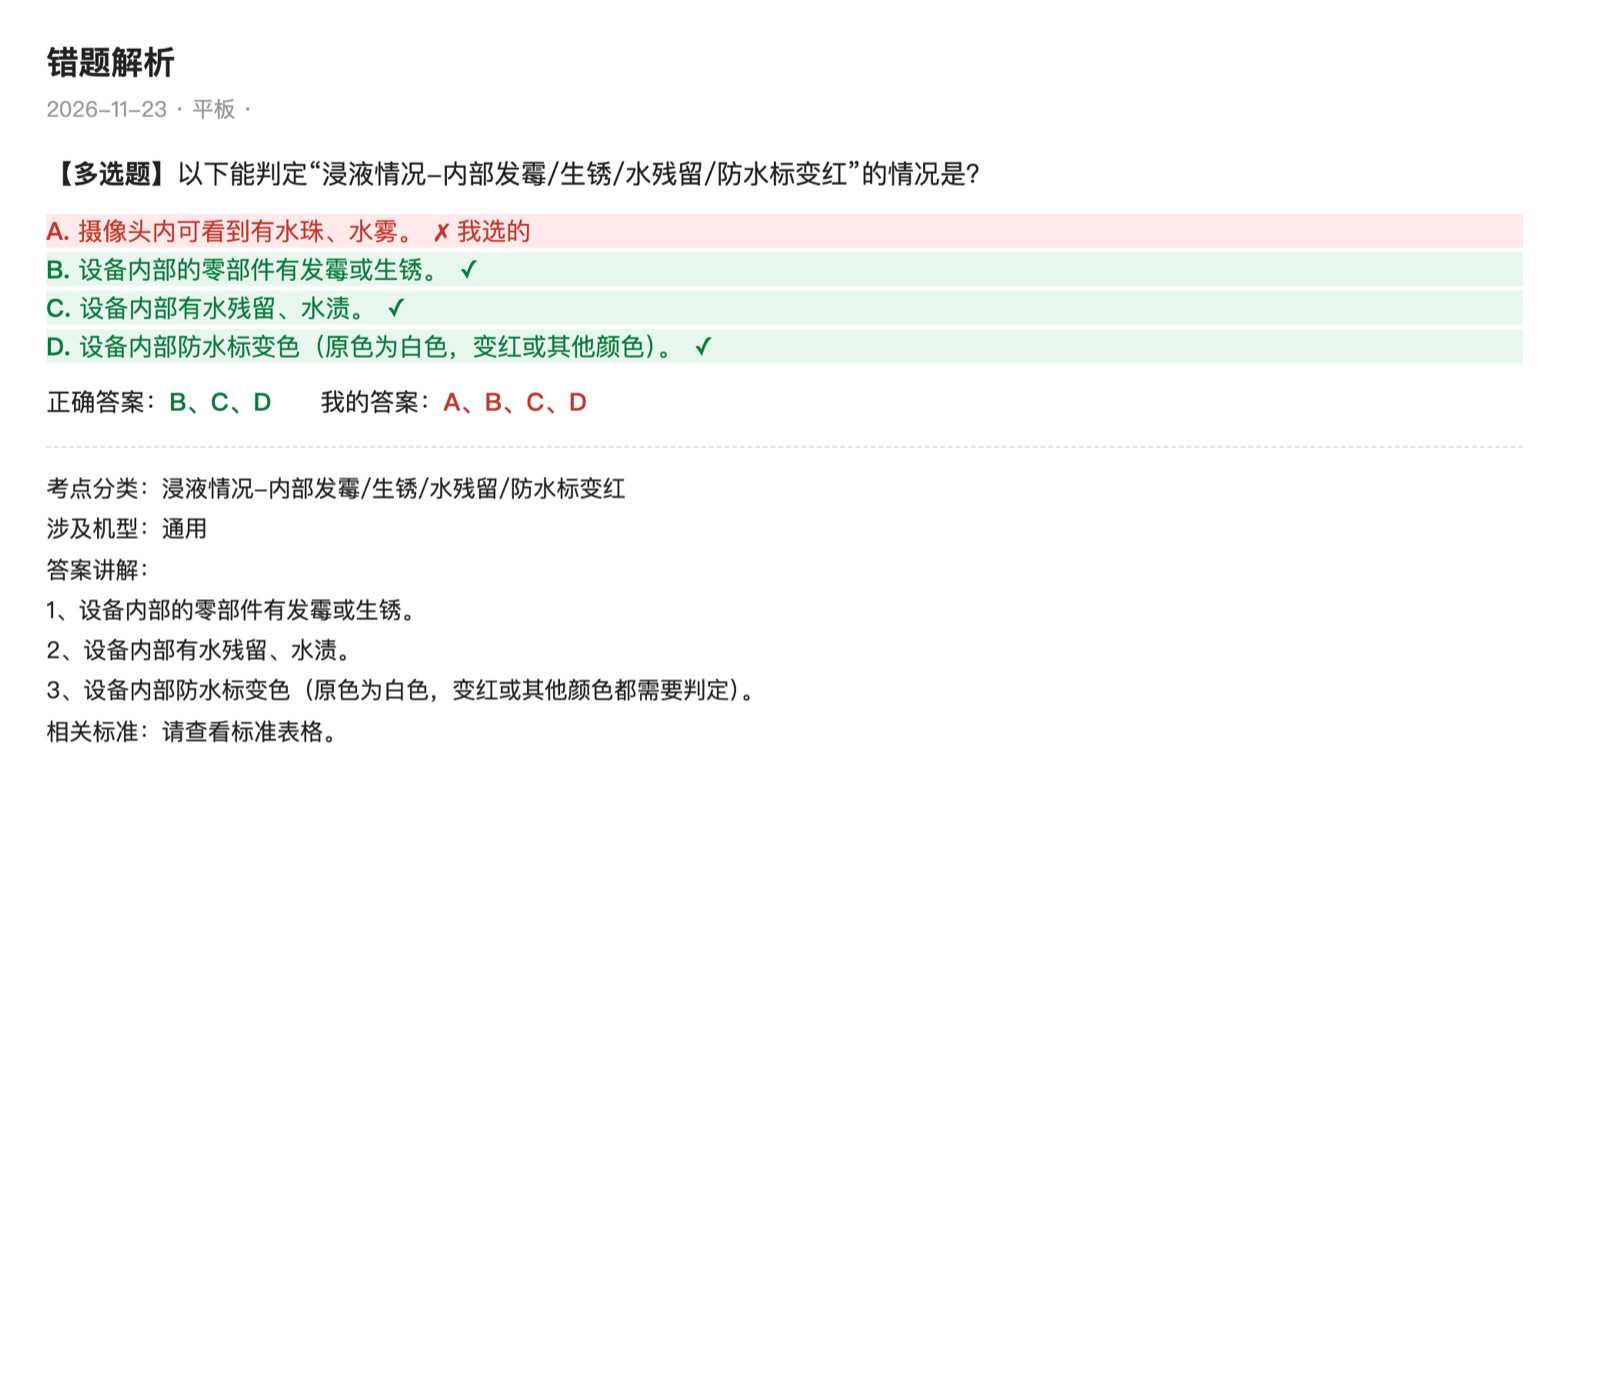 错题解析
2026-11-23 · 平板 ·
【多选题】以下能判定“浸液情况-内部发霉/生锈/水残留/防水标变红”的情况是？
A. 摄像头内可看到有水珠、水雾。 ✗ 我选的
B. 设备内部的零部件有发霉或生锈。 ✓
C. 设备内部有水残留、水渍。 ✓
D. 设备内部防水标变色（原色为白色，变红或其他颜色）。 ✓
正确答案：B、C、D 我的答案：A、B、C、D
考点分类：浸液情况-内部发霉/生锈/水残留/防水标变红
涉及机型：通用
答案讲解：
1、设备内部的零部件有发霉或生锈。
2、设备内部有水残留、水渍。
3、设备内部防水标变色（原色为白色，变红或其他颜色都需要判定）。
相关标准：请查看标准表格。